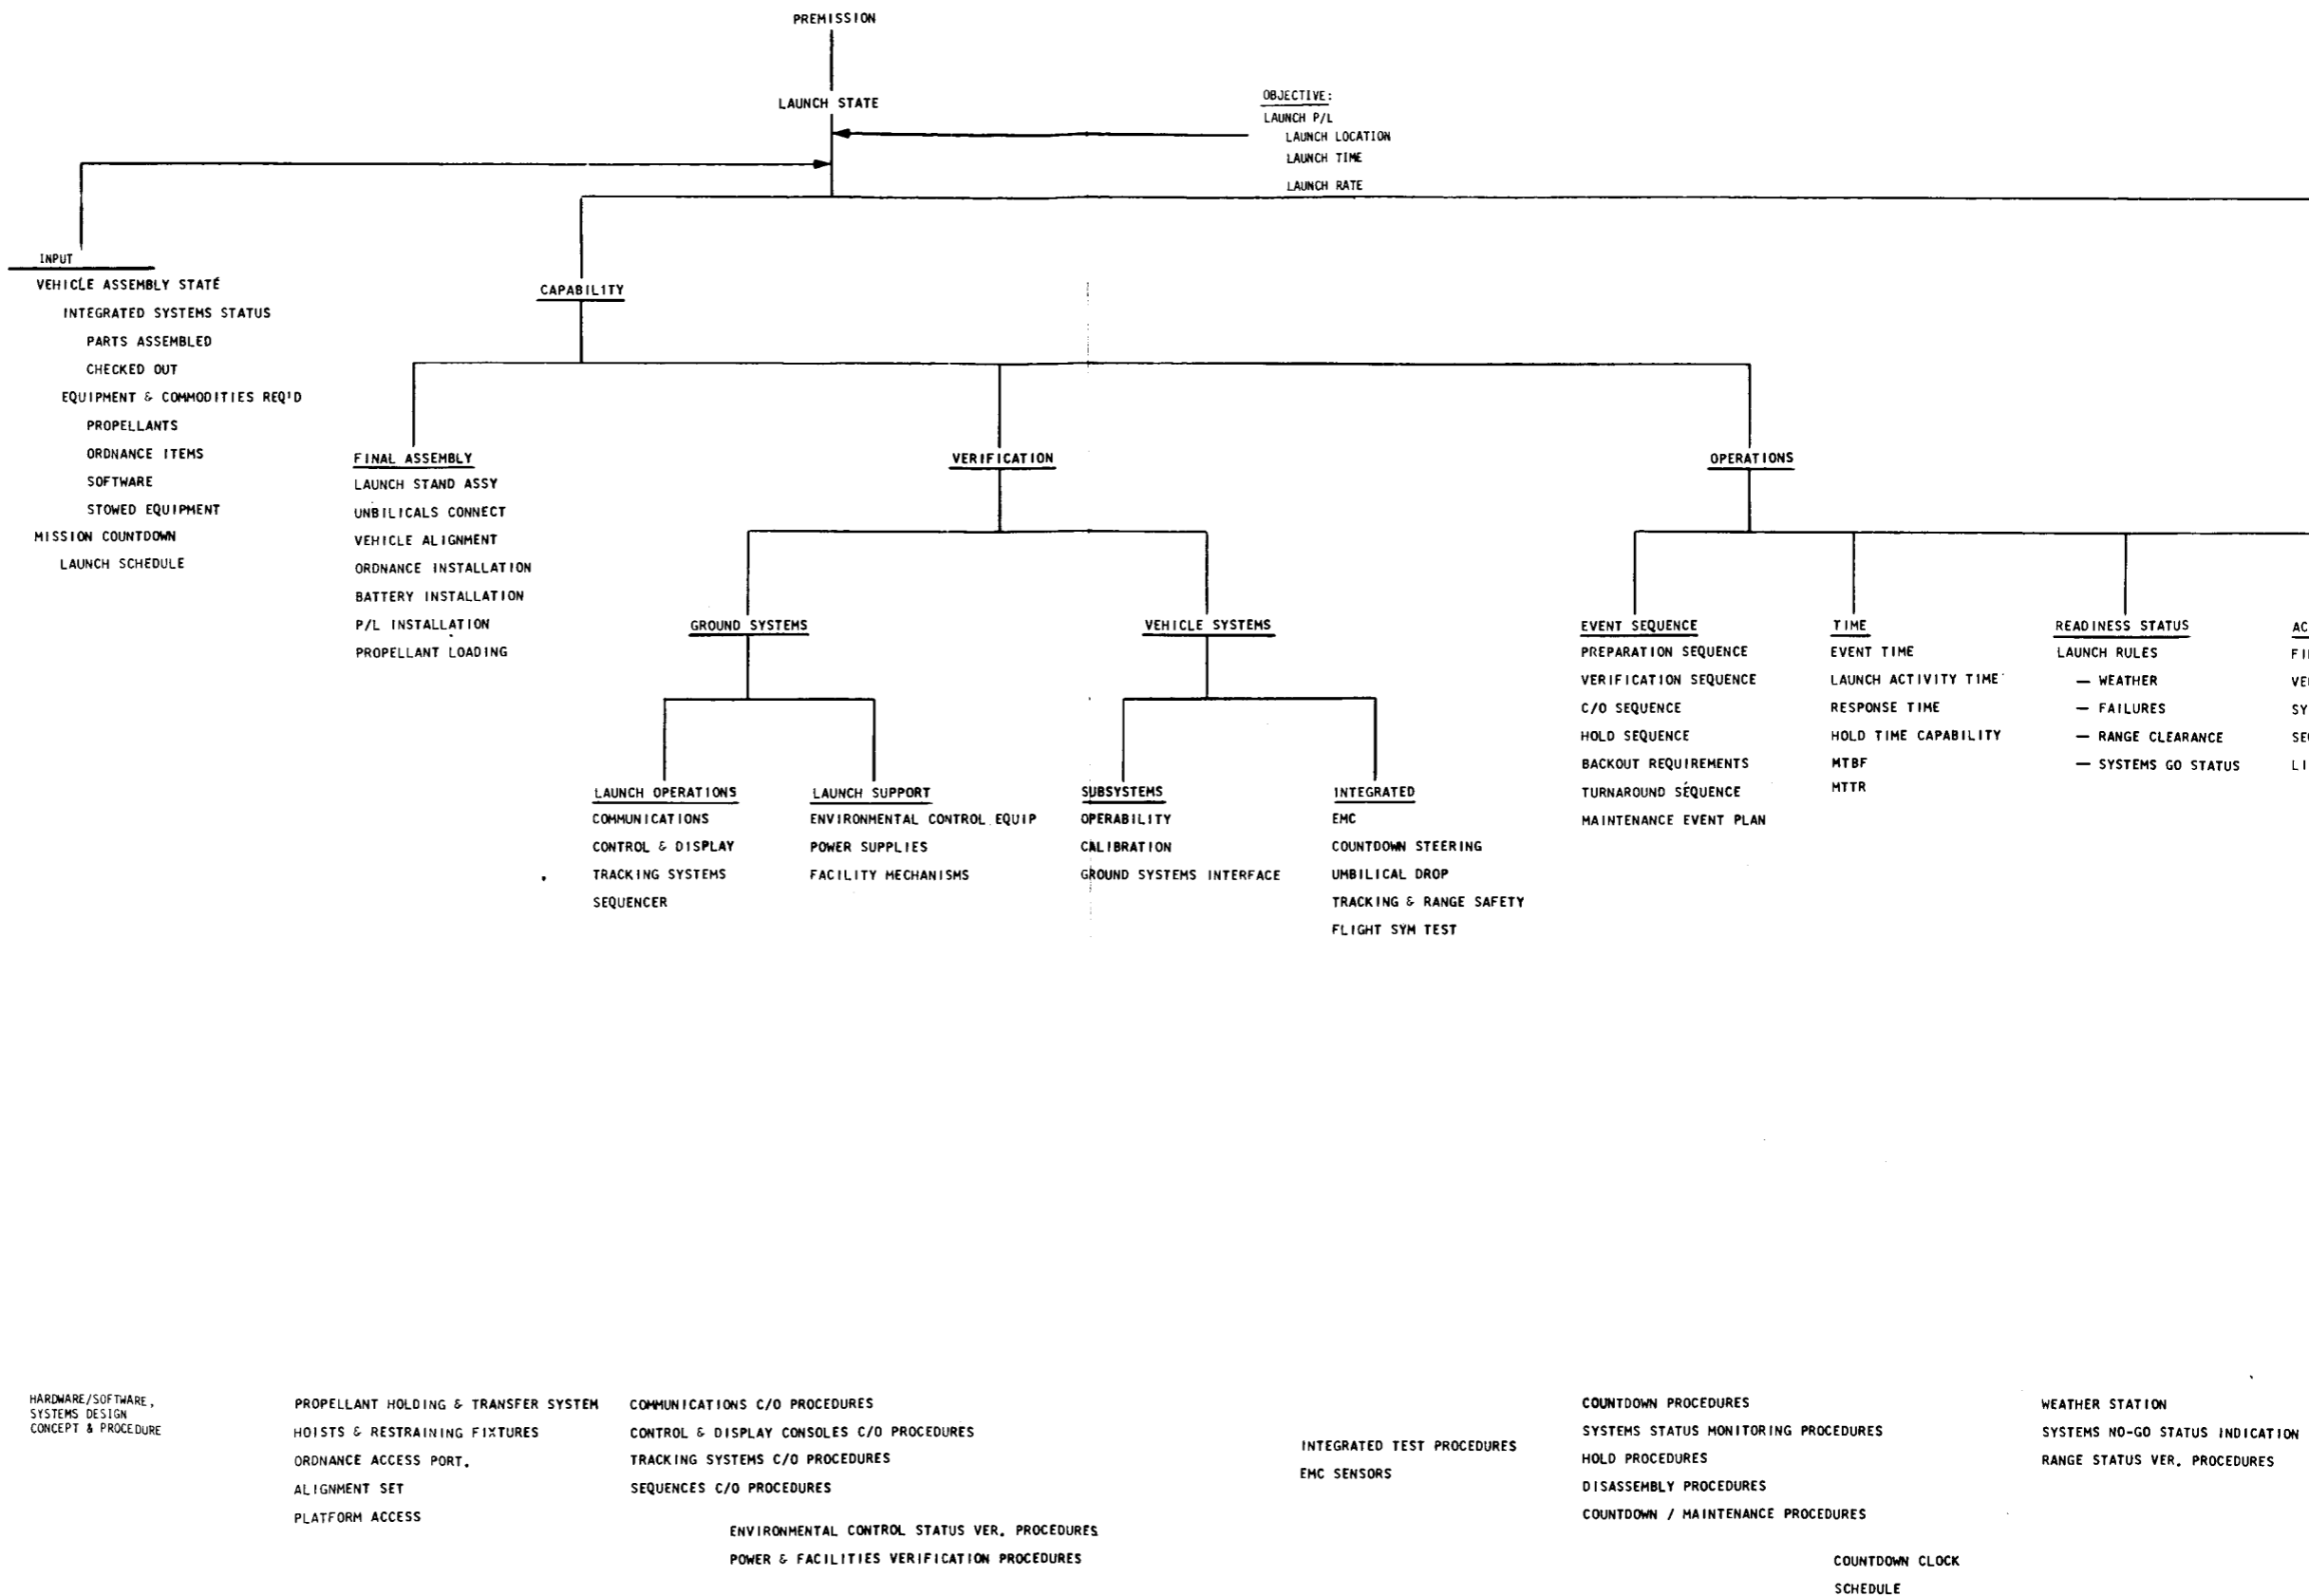 PREMISSION
LAUNCH STATE
OBJECTIVE:
LAUNCH P/L
LAUNCH LOCATION
LAUNCH TIME
LAUNCH RATE
INPUT
VEHICLE ASSEMBLY STATE
INTEGRATED SYSTEMS STATUS
PARTS ASSEMBLED
CHECKED OUT
EQUIPMENT & COMMODITIES REQ'D
PROPELLANTS
ORDNANCE ITEMS
SOFTWARE
STOWED EQUIPMENT
MISSION COUNTDOWN
LAUNCH SCHEDULE
CAPABILITY
FINAL ASSEMBLY
LAUNCH STAND ASSY
UNBILICALS CONNECT
VEHICLE ALIGNMENT
ORDNANCE INSTALLATION
BATTERY INSTALLATION
P/L INSTALLATION
PROPELLANT LOADING
VERIFICATION
OPERATIONS
GROUND SYSTEMS
VEHICLE SYSTEMS
LAUNCH OPERATIONS
COMMUNICATIONS
CONTROL & DISPLAY
TRACKING SYSTEMS
SEQUENCER
LAUNCH SUPPORT
ENVIRONMENTAL CONTROL EQUIP
POWER SUPPLIES
FACILITY MECHANISMS
SUBSYSTEMS
OPERABILITY
CALIBRATION
GROUND SYSTEMS INTERFACE
INTEGRATED
EMC
COUNTDOWN STEERING
UMBILICAL DROP
TRACKING & RANGE SAFETY
FLIGHT SYM TEST
EVENT SEQUENCE
PREPARATION SEQUENCE
VERIFICATION SEQUENCE
C/O SEQUENCE
HOLD SEQUENCE
BACKOUT REQUIREMENTS
TURNAROUND SEQUENCE
MAINTENANCE EVENT PLAN
TIME
EVENT TIME
LAUNCH ACTIVITY TIME
RESPONSE TIME
HOLD TIME CAPABILITY
MTBF
MTTR
READINESS STATUS
LAUNCH RULES
— WEATHER
— FAILURES
— RANGE CLEARANCE
— SYSTEMS GO STATUS
HARDWARE/SOFTWARE,
SYSTEMS DESIGN
CONCEPT & PROCEDURE
PROPELLANT HOLDING & TRANSFER SYSTEM
HOISTS & RESTRAINING FIXTURES
ORDNANCE ACCESS PORT.
ALIGNMENT SET
PLATFORM ACCESS
COMMUNICATIONS C/O PROCEDURES
CONTROL & DISPLAY CONSOLES C/O PROCEDURES
TRACKING SYSTEMS C/O PROCEDURES
SEQUENCES C/O PROCEDURES
ENVIRONMENTAL CONTROL STATUS VER. PROCEDURES
POWER & FACILITIES VERIFICATION PROCEDURES
INTEGRATED TEST PROCEDURES
EMC SENSORS
COUNTDOWN PROCEDURES
SYSTEMS STATUS MONITORING PROCEDURES
HOLD PROCEDURES
DISASSEMBLY PROCEDURES
COUNTDOWN / MAINTENANCE PROCEDURES
COUNTDOWN CLOCK
SCHEDULE
WEATHER STATION
SYSTEMS NO-GO STATUS INDICATION
RANGE STATUS VER. PROCEDURES